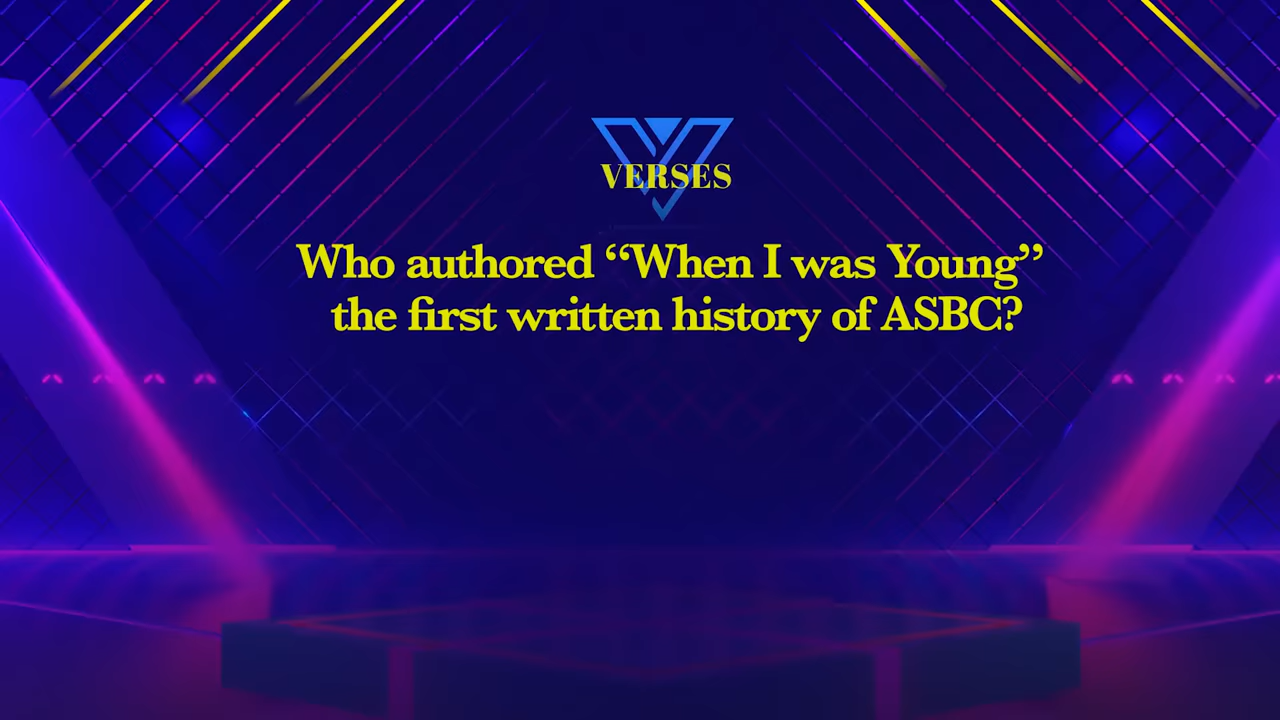 VERSES
Who authored “When I was Young”
the first written history of ASBC?